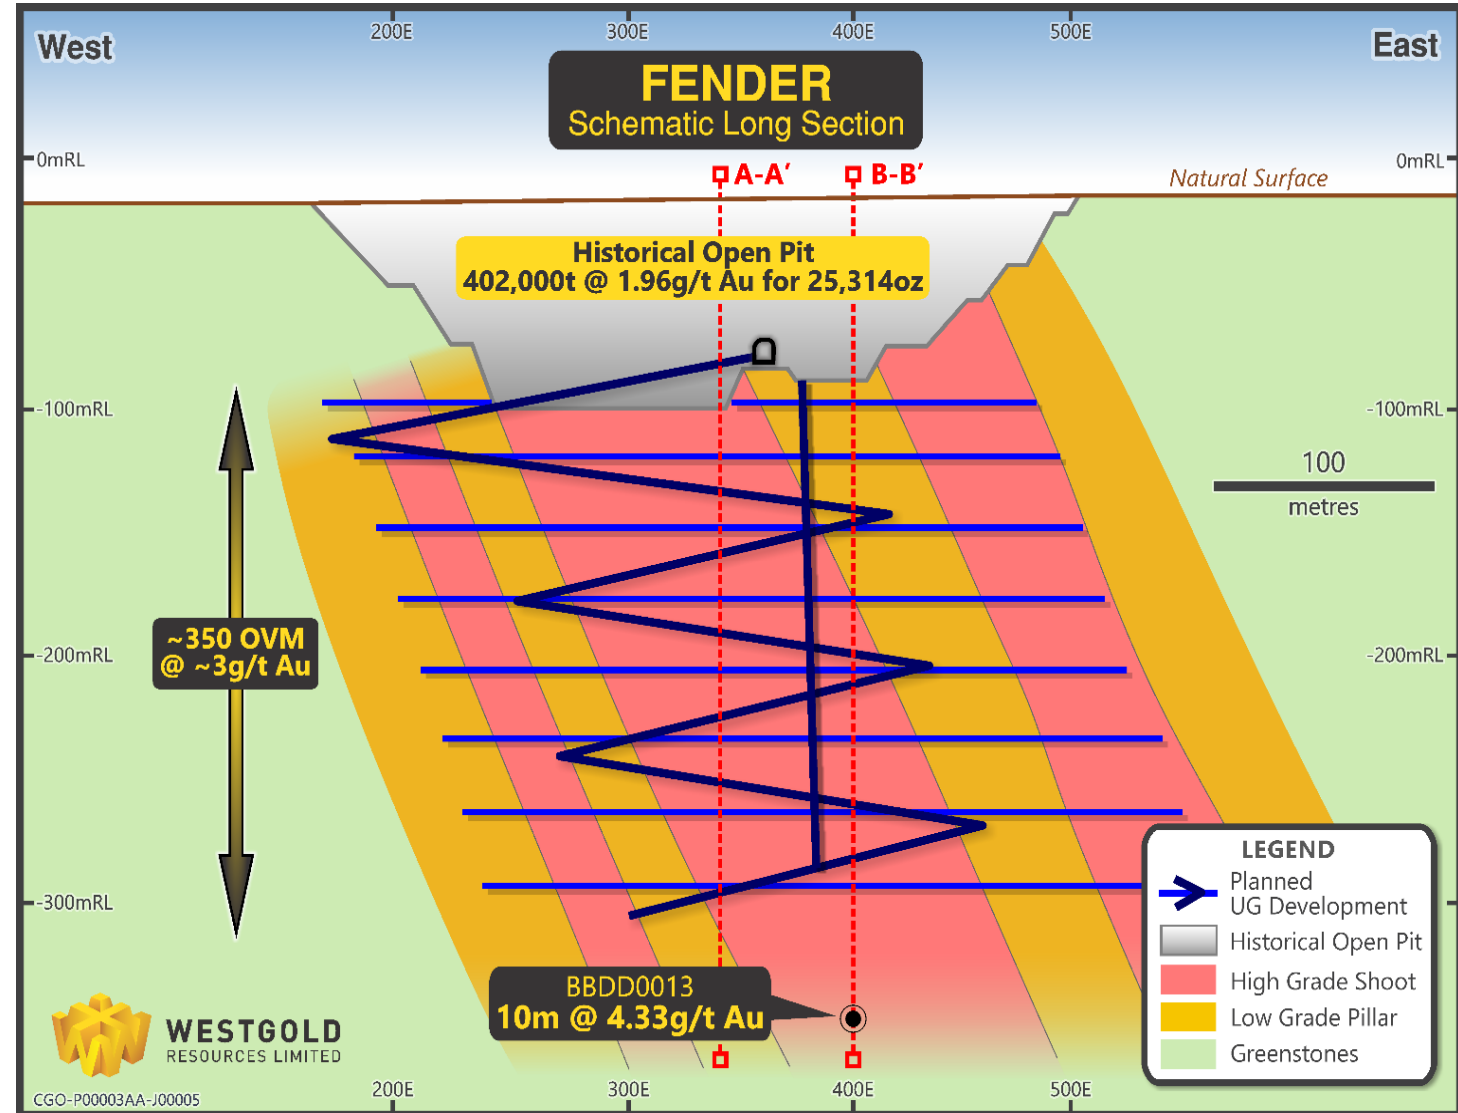 200E 300E 400E 500E
West
East
FENDER
Schematic Long Section
0mRL
0mRL
A-A’ B-B’
Natural Surface
Historical Open Pit
402,000t @ 1.96g/t Au for 25,314oz
-100mRL
-100mRL
100
metres
~350 OVM
@ ~3g/t Au
-200mRL
-200mRL
LEGEND
Planned
UG Development
Historical Open Pit
High Grade Shoot
Low Grade Pillar
Greenstones
-300mRL
BBDD0013
10m @ 4.33g/t Au
WESTGOLD
RESOURCES LIMITED
CGO-P00003AA-J00005
200E 300E 400E 500E